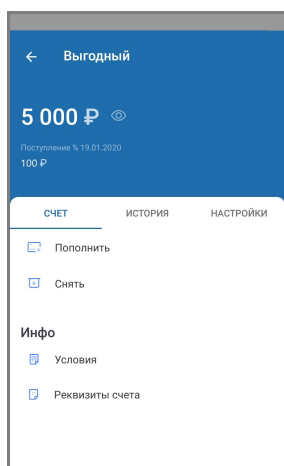 Выгодный
5 000 ₽
Поступление % 19.01.2020
100 ₽
СЧЕТ ИСТОРИЯ НАСТРОЙКИ
Пополнить
Снять
Инфо
Условия
Реквизиты счета